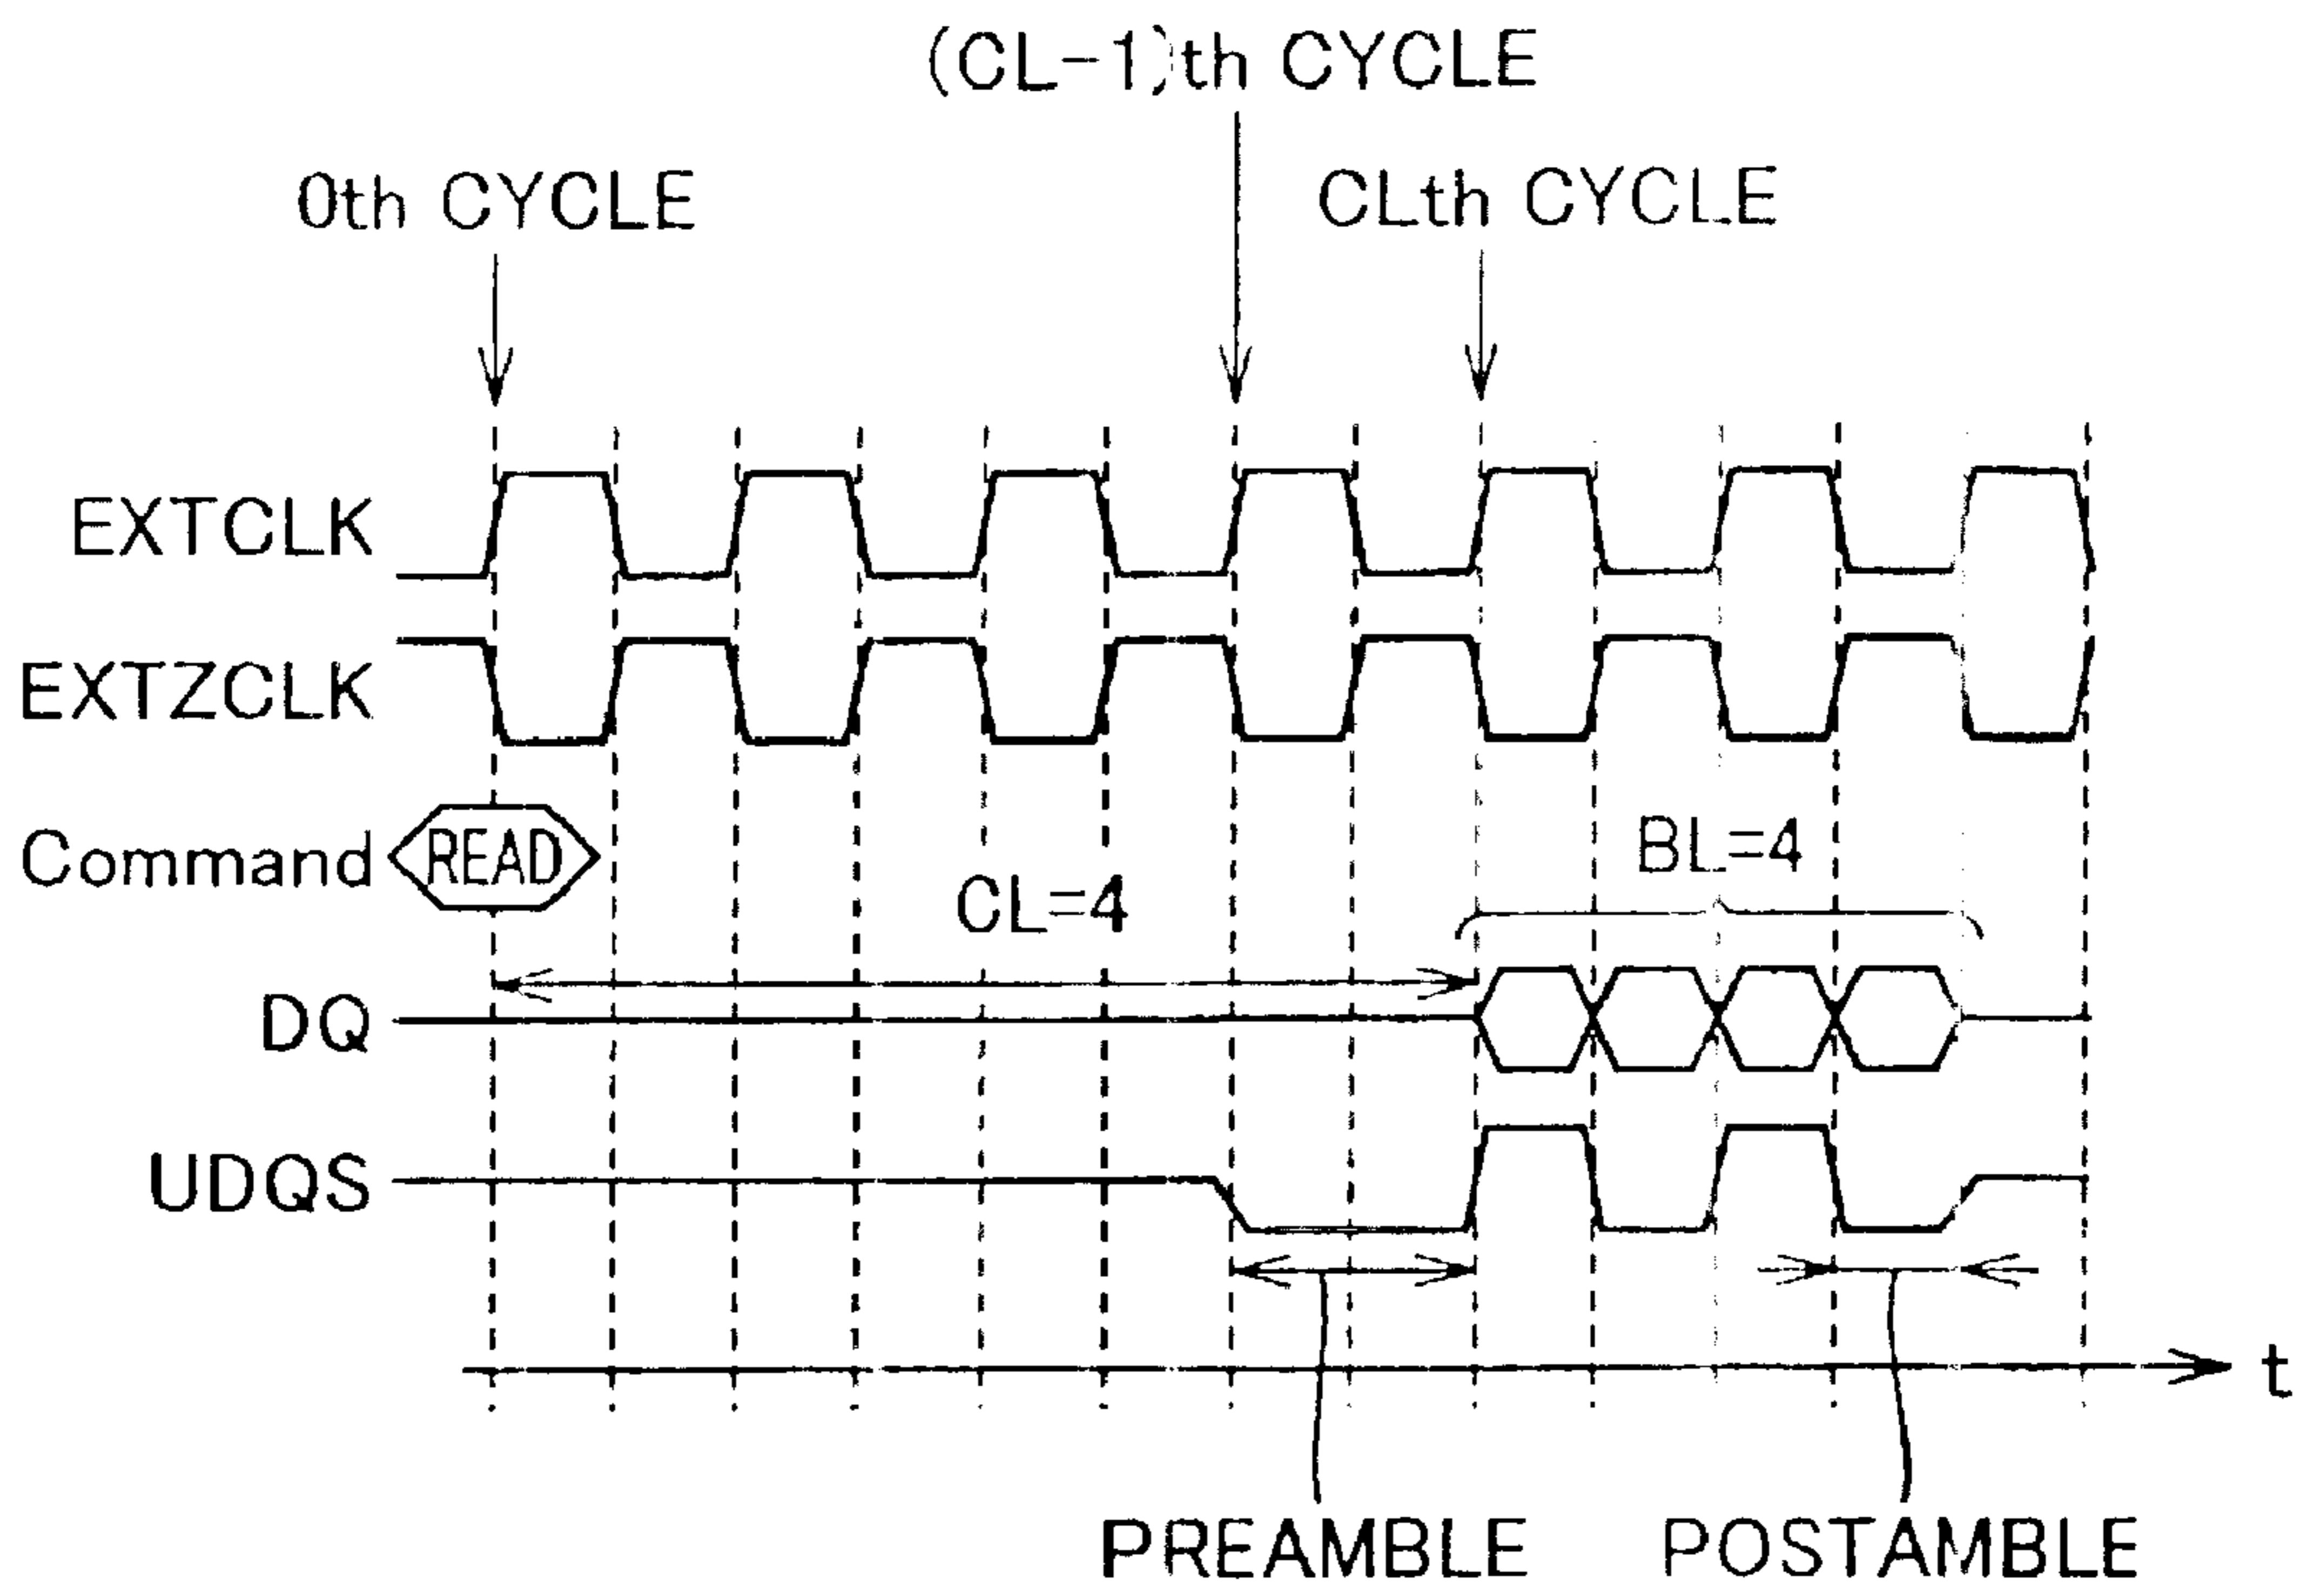 (CL-1)th CYCLE
0th CYCLE
CLth CYCLE
EXTCLK
EXTZCLK
Command
READ
BL=4
CL=4
DQ
UDQS
t
PREAMBLE
POSTAMBLE